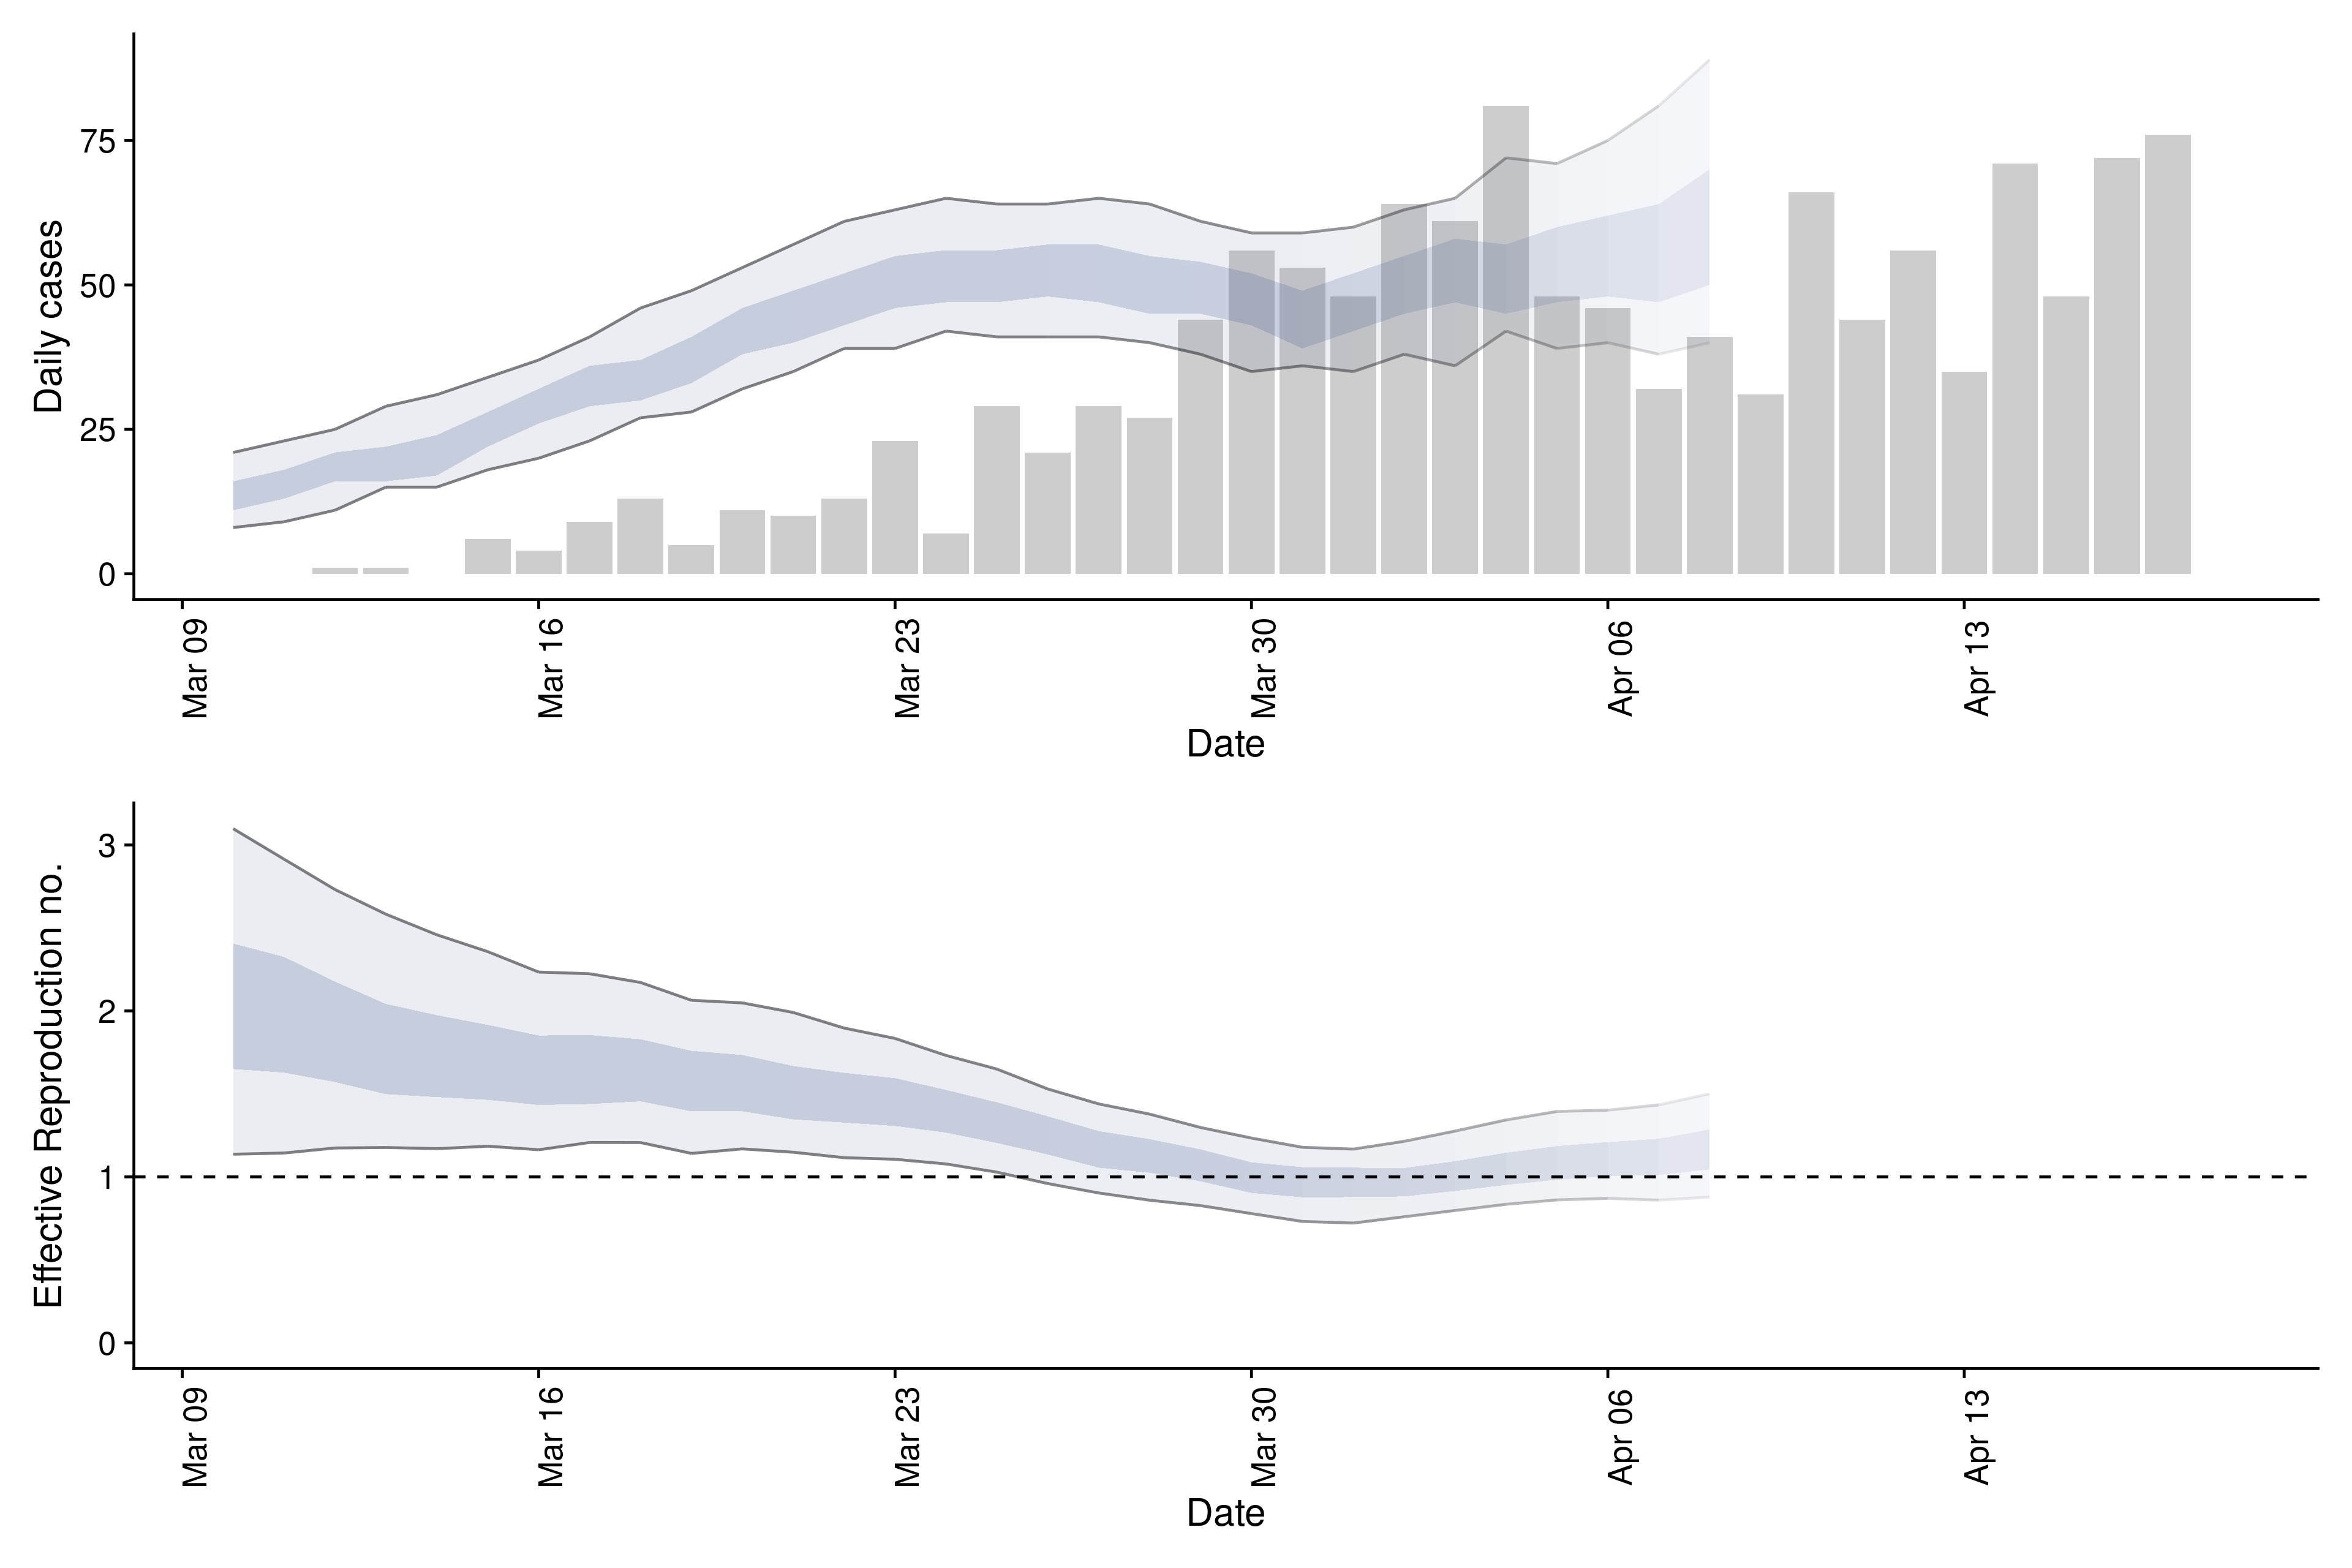 Daily cases
75
50
25
0
Mar 09
Mar 16
Mar 23
Mar 30
Apr 06
Apr 13
Date
Effective Reproduction no.
3
2
1
0
Mar 09
Mar 16
Mar 23
Mar 30
Apr 06
Apr 13
Date